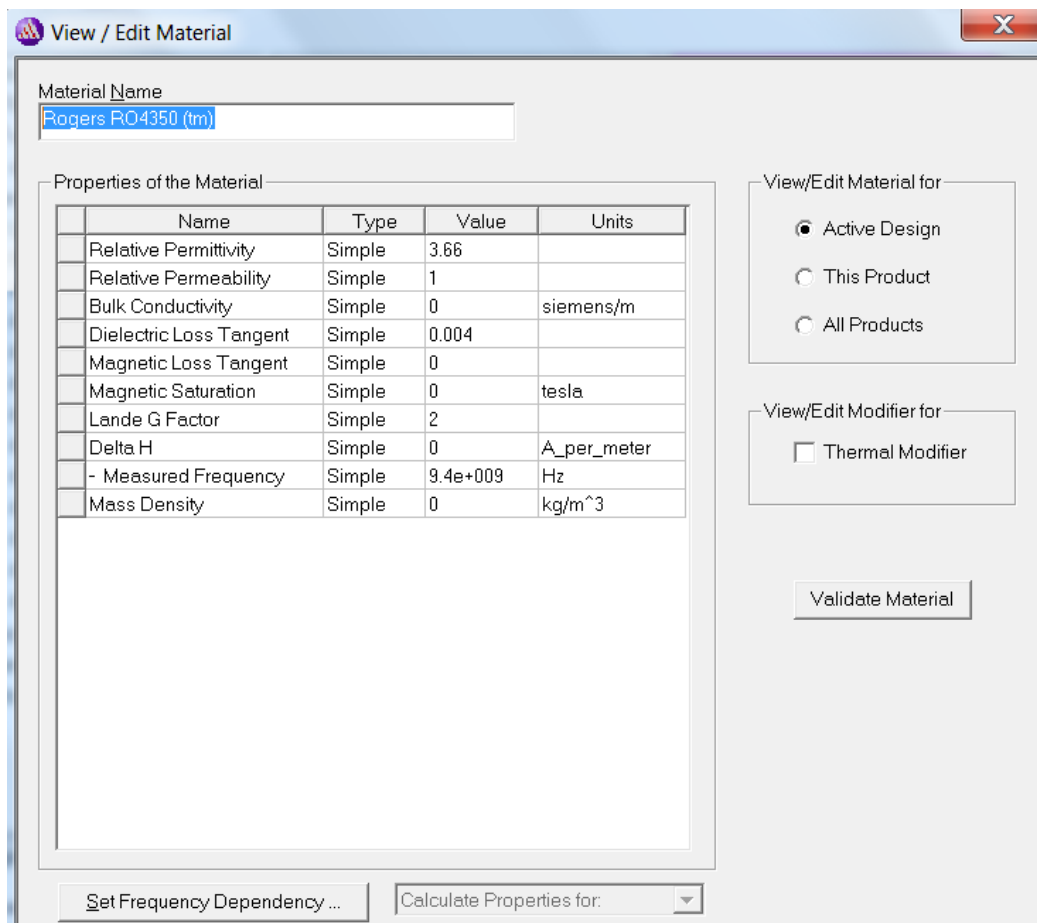 View / Edit Material
X
Material Name
Rogers RO4350 (tm)
Properties of the Material
Name Type Value Units
Relative Permittivity Simple 3.66
Relative Permeability Simple 1
Bulk Conductivity Simple 0 siemens/m
Dielectric Loss Tangent Simple 0.004
Magnetic Loss Tangent Simple 0
Magnetic Saturation Simple 0 tesla
Lande G Factor Simple 2
Delta H Simple 0 A_per_meter
- Measured Frequency Simple 9.4e+009 Hz
Mass Density Simple 0 kg/m^3
View/Edit Material for
Active Design
This Product
All Products
View/Edit Modifier for
Thermal Modifier
Validate Material
Set Frequency Dependency ...
Calculate Properties for: